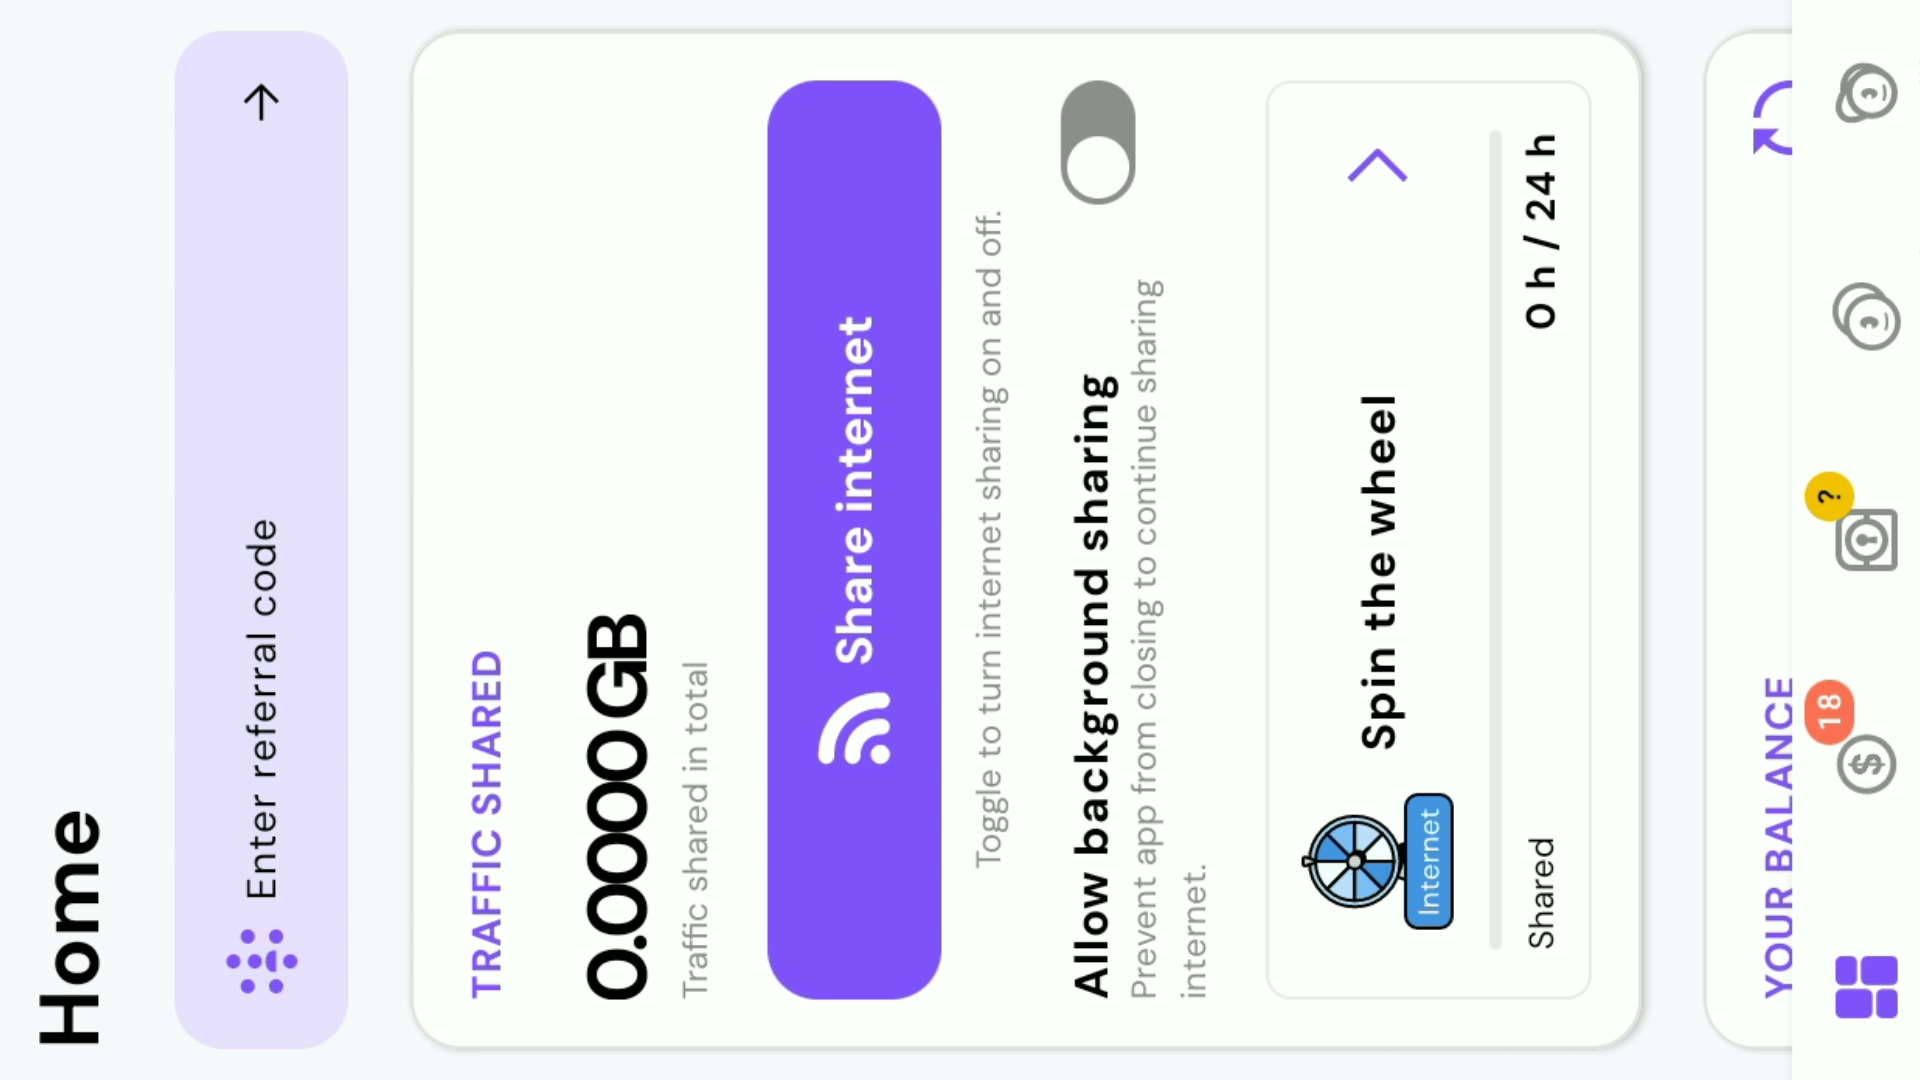 Home
Enter referral code
TRAFFIC SHARED
0.0000 GB
Traffic shared in total
Share internet
Toggle to turn internet sharing on and off.
Allow background sharing
Prevent app from closing to continue sharing
internet.
Internet
Spin the wheel
Shared
0 h / 24 h
YOUR BALANCE
18
?